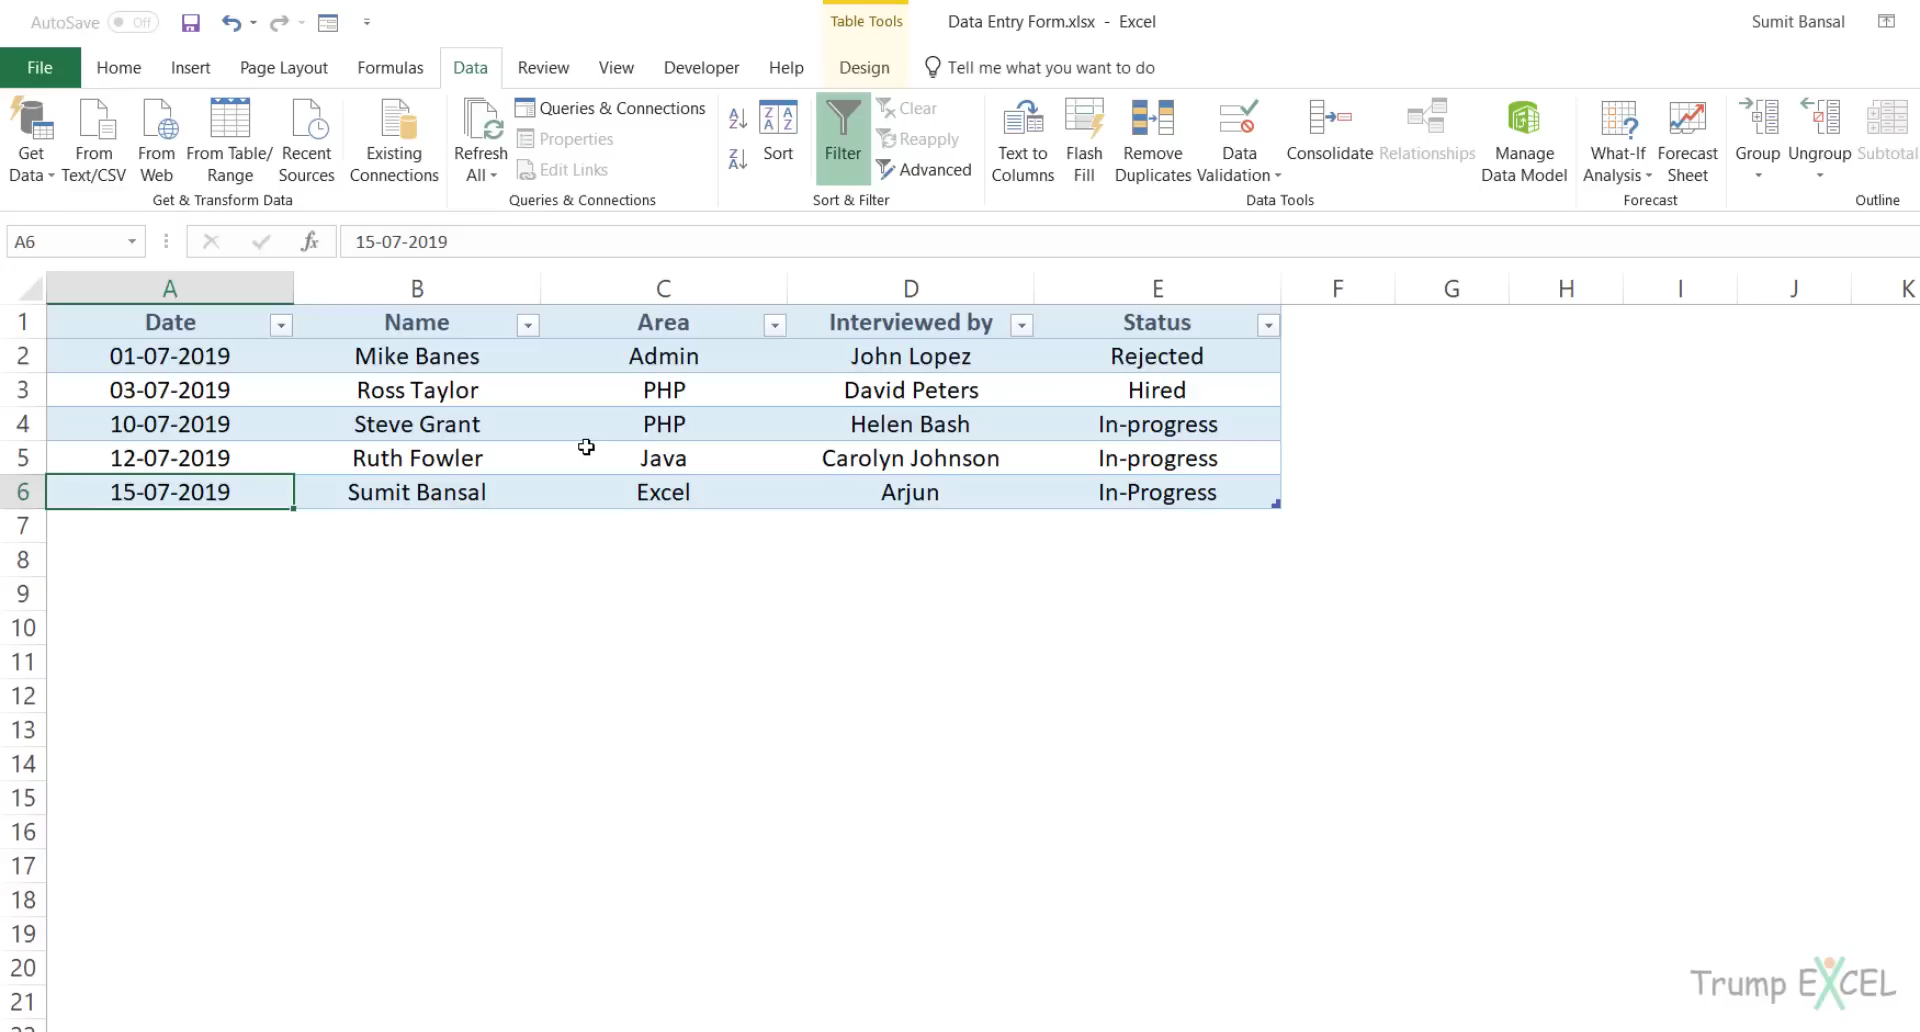 AutoSave Off
Table Tools
Data Entry Form.xlsx - Excel
Sumit Bansal
File Home Insert Page Layout Formulas Data Review View Developer Help Design Tell me what you want to do
Get Data
From Text/CSV
From Web
From Table/ Range
Recent Sources
Existing Connections
Get & Transform Data
Refresh All
Queries & Connections
Properties
Edit Links
Queries & Connections
Sort
Filter
Clear
Reapply
Advanced
Sort & Filter
Text to Columns
Flash Fill
Remove Duplicates
Data Validation
Consolidate
Relationships
Manage Data Model
Data Tools
What-If Analysis
Forecast Sheet
Forecast
Group
Ungroup
Subtotal
Outline
A6 fx 15-07-2019
A B C D E F G H I J K
1 Date Name Area Interviewed by Status
2 01-07-2019 Mike Banes Admin John Lopez Rejected
3 03-07-2019 Ross Taylor PHP David Peters Hired
4 10-07-2019 Steve Grant PHP Helen Bash In-progress
5 12-07-2019 Ruth Fowler Java Carolyn Johnson In-progress
6 15-07-2019 Sumit Bansal Excel Arjun In-Progress
7
8
9
10
11
12
13
14
15
16
17
18
19
20
21
Trump EXCEL